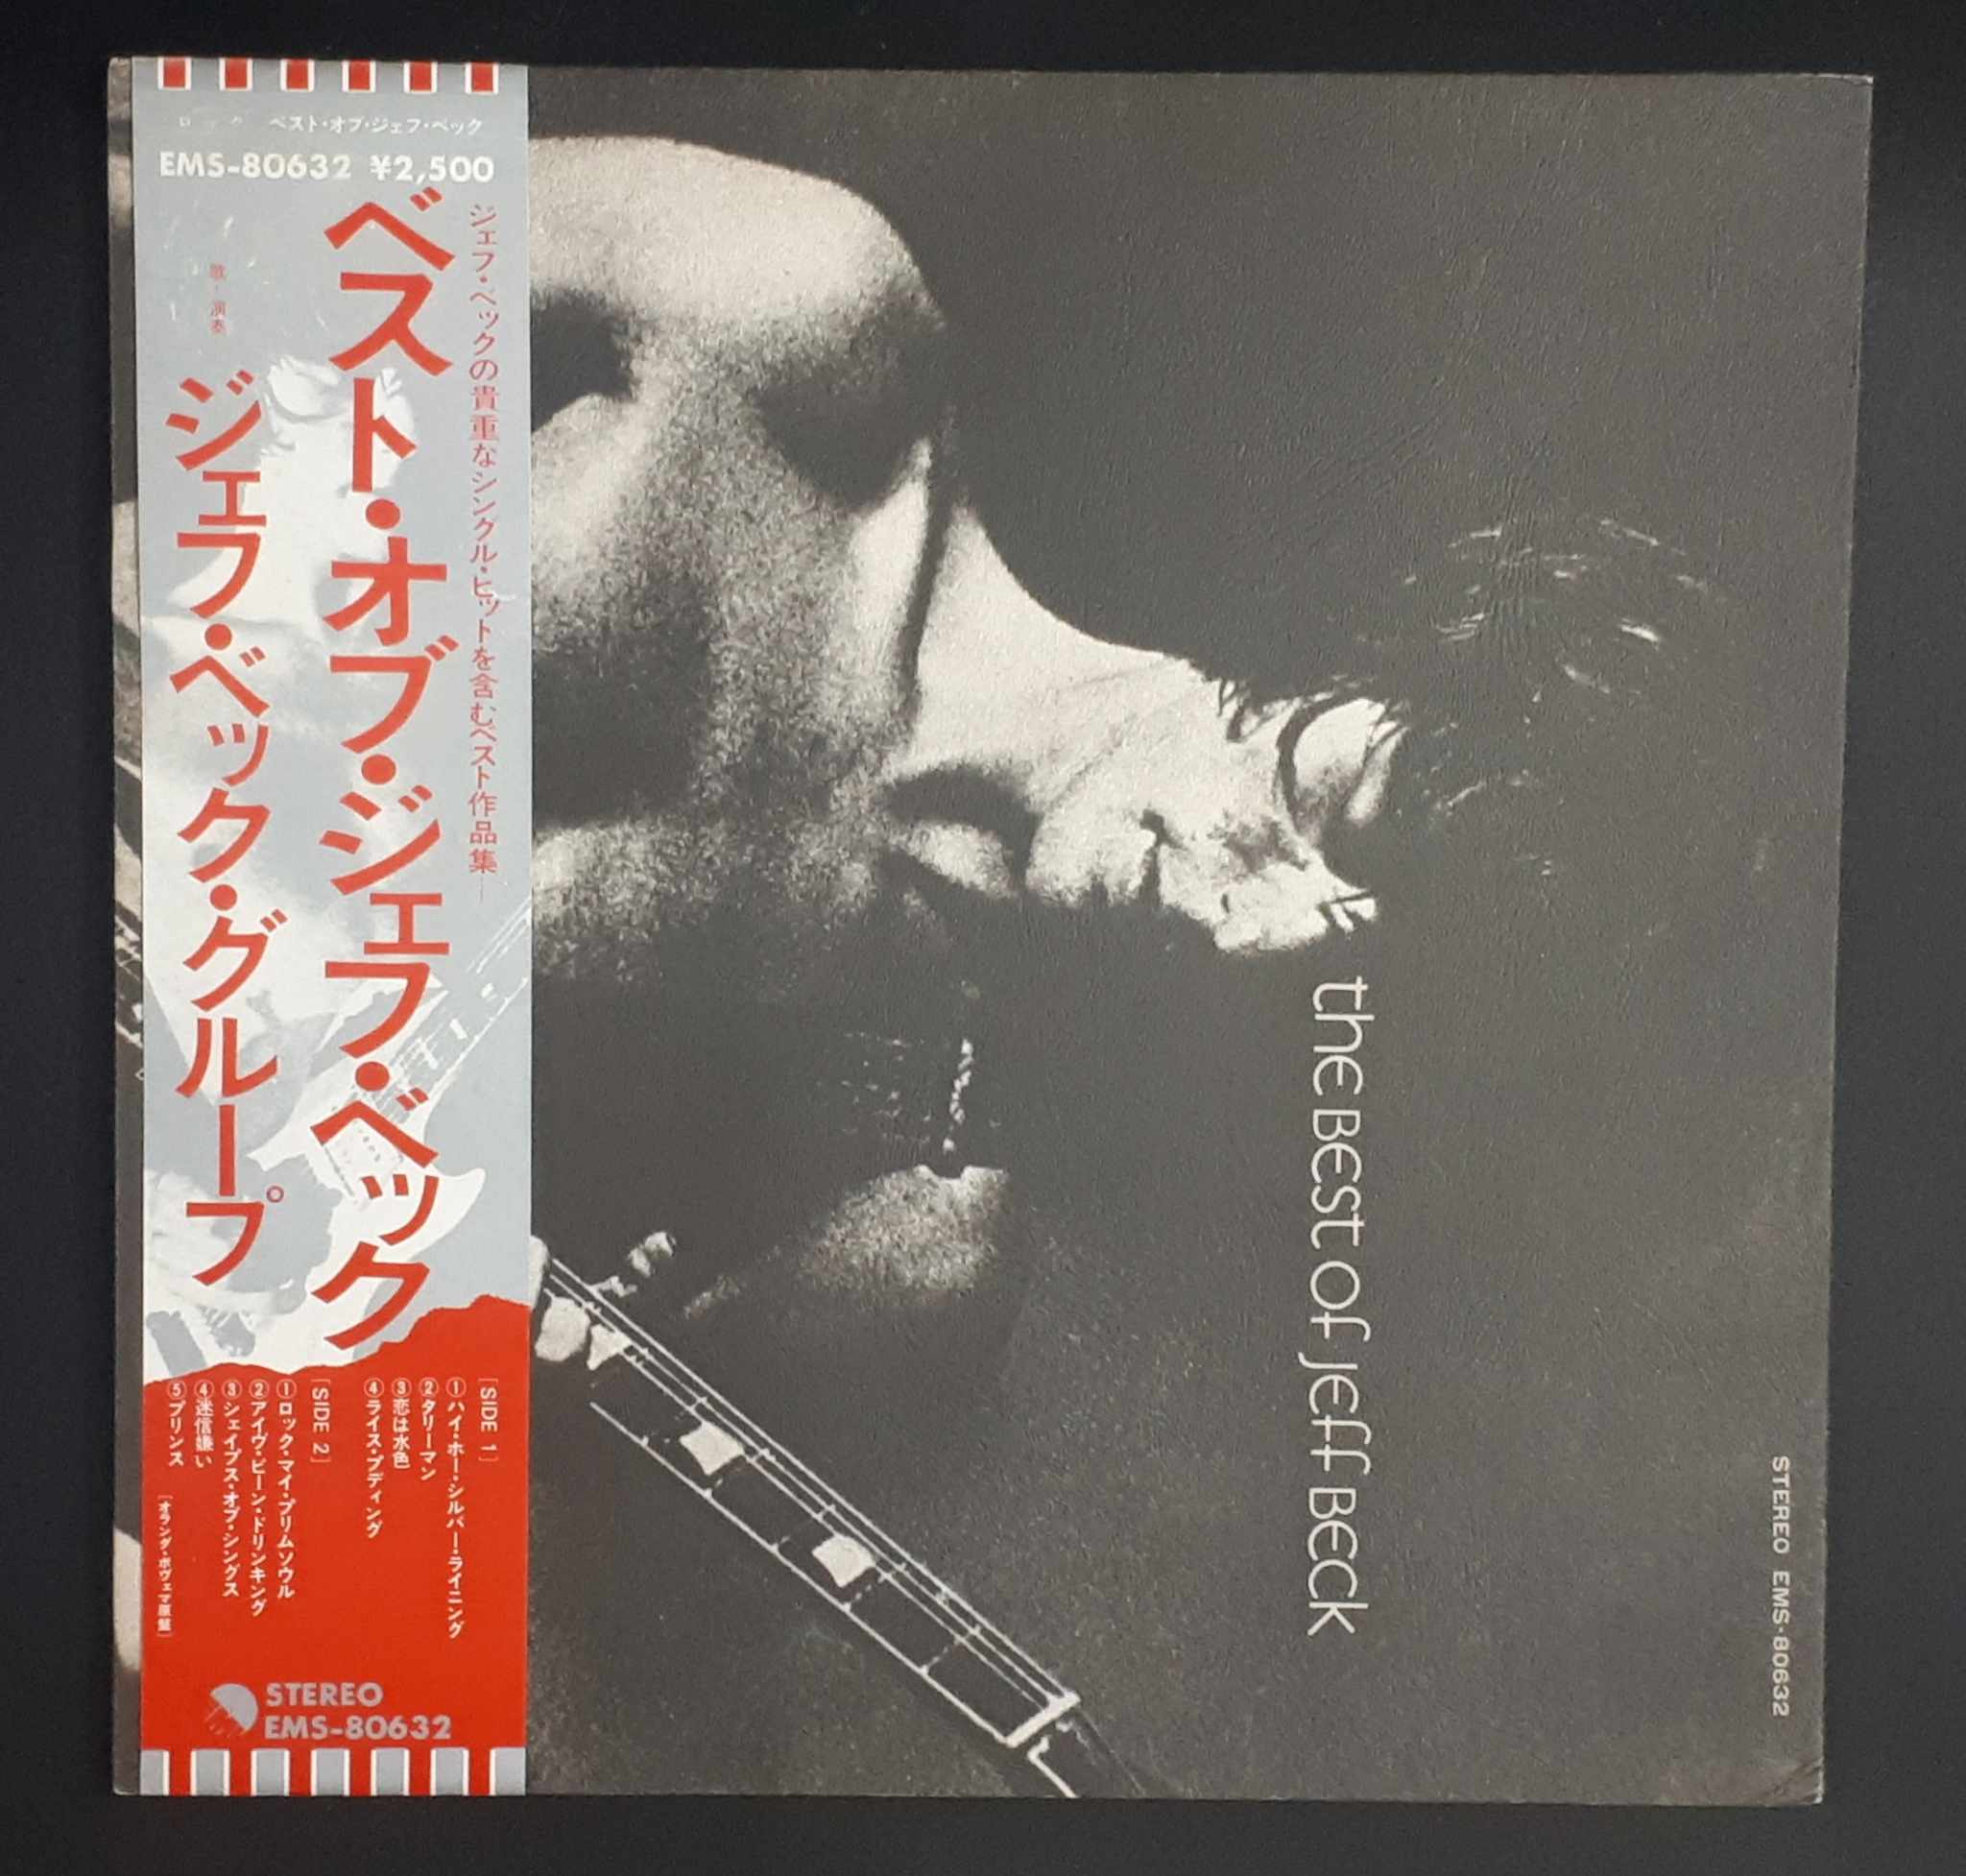 ロック ベスト・オブ・ジェフ・ベック
EMS-80632 ¥2,500
ジェフ・ベックの貴重なシングル・ヒットを含むベスト作品集……
ベスト・オブ・ジェフ・ベック
歌・演奏
ジェフ・ベック・グループ
[SIDE 1]
①ハイ・ホー・シルバー・ライニング
②タリーマン
③恋は水色
④ライス・プディング
[SIDE 2]
①ロック・マイ・プリムソウル
②アイヴ・ビーン・ドリンキング
③シェイプス・オブ・シングス
④迷信嫌い
⑤プリンス
[オランダ・ボヴェマ原盤]
STEREO
EMS-80632
the BEST OF JEFF BECK
STEREO EMS·80632